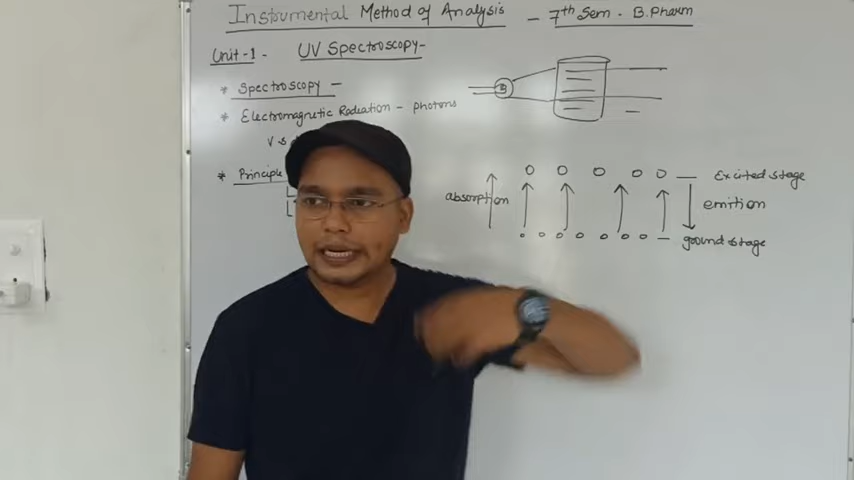 Instrumental Method of Analysis - 7th Sem. B.Pharm
Unit-1 - UV Spectroscopy-
* Spectroscopy -
* Electromagnetic Radiation - photons
* Principle
absorption
Excited stage
emition
ground stage